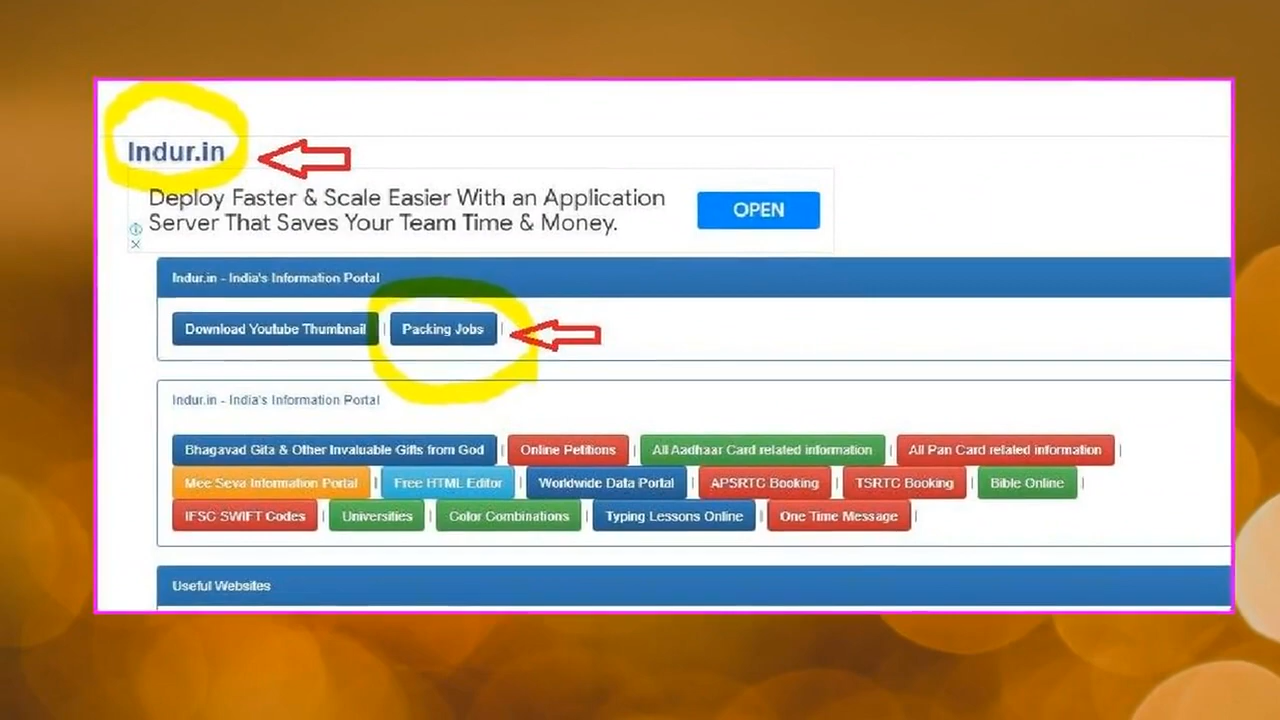 Indur.in
Deploy Faster & Scale Easier With an Application
Server That Saves Your Team Time & Money.
OPEN
Indur.in - India's Information Portal
Download Youtube Thumbnail | Packing Jobs |
Indur.in - India's Information Portal
Bhagavad Gita & Other Invaluable Gifts from God | Online Petitions | All Aadhaar Card related information | All Pan Card related information |
Mee Seva Information Portal | Free HTML Editor | Worldwide Data Portal | APSRTC Booking | TSRTC Booking | Bible Online |
IFSC SWIFT Codes | Universities | Color Combinations | Typing Lessons Online | One Time Message |
Useful Websites